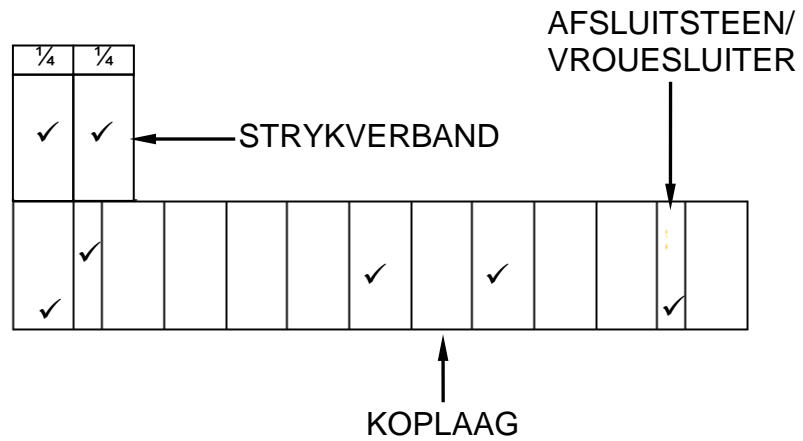 AFSLUITSTEEN/
VROUESLUITER
¼ ¼
STRYKVERBAND
KOPLAAG